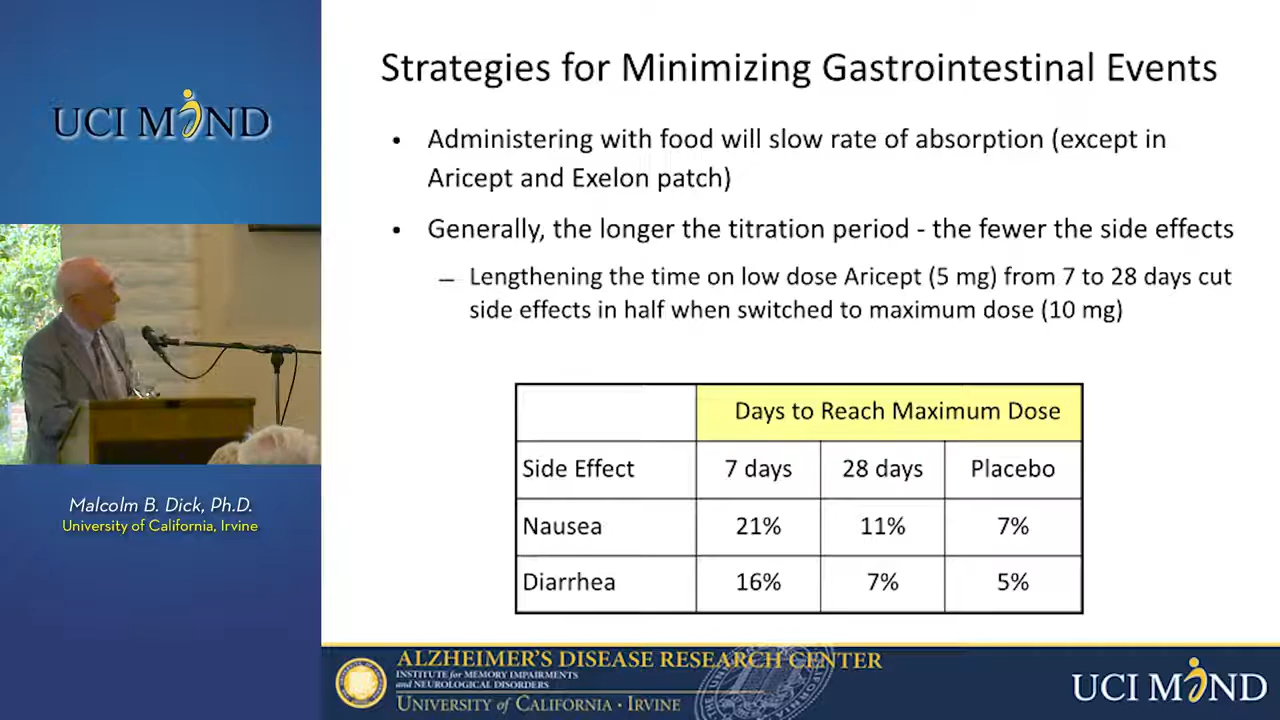 UCI MIND
Malcolm B. Dick, Ph.D.
University of California, Irvine
Strategies for Minimizing Gastrointestinal Events
• Administering with food will slow rate of absorption (except in
Aricept and Exelon patch)
• Generally, the longer the titration period - the fewer the side effects
– Lengthening the time on low dose Aricept (5 mg) from 7 to 28 days cut
side effects in half when switched to maximum dose (10 mg)
Days to Reach Maximum Dose
Side Effect 7 days 28 days Placebo
Nausea 21% 11% 7%
Diarrhea 16% 7% 5%
ALZHEIMER'S DISEASE RESEARCH CENTER
INSTITUTE for MEMORY IMPAIRMENTS
and NEUROLOGICAL DISORDERS
UNIVERSITY of CALIFORNIA · IRVINE
UCI MIND